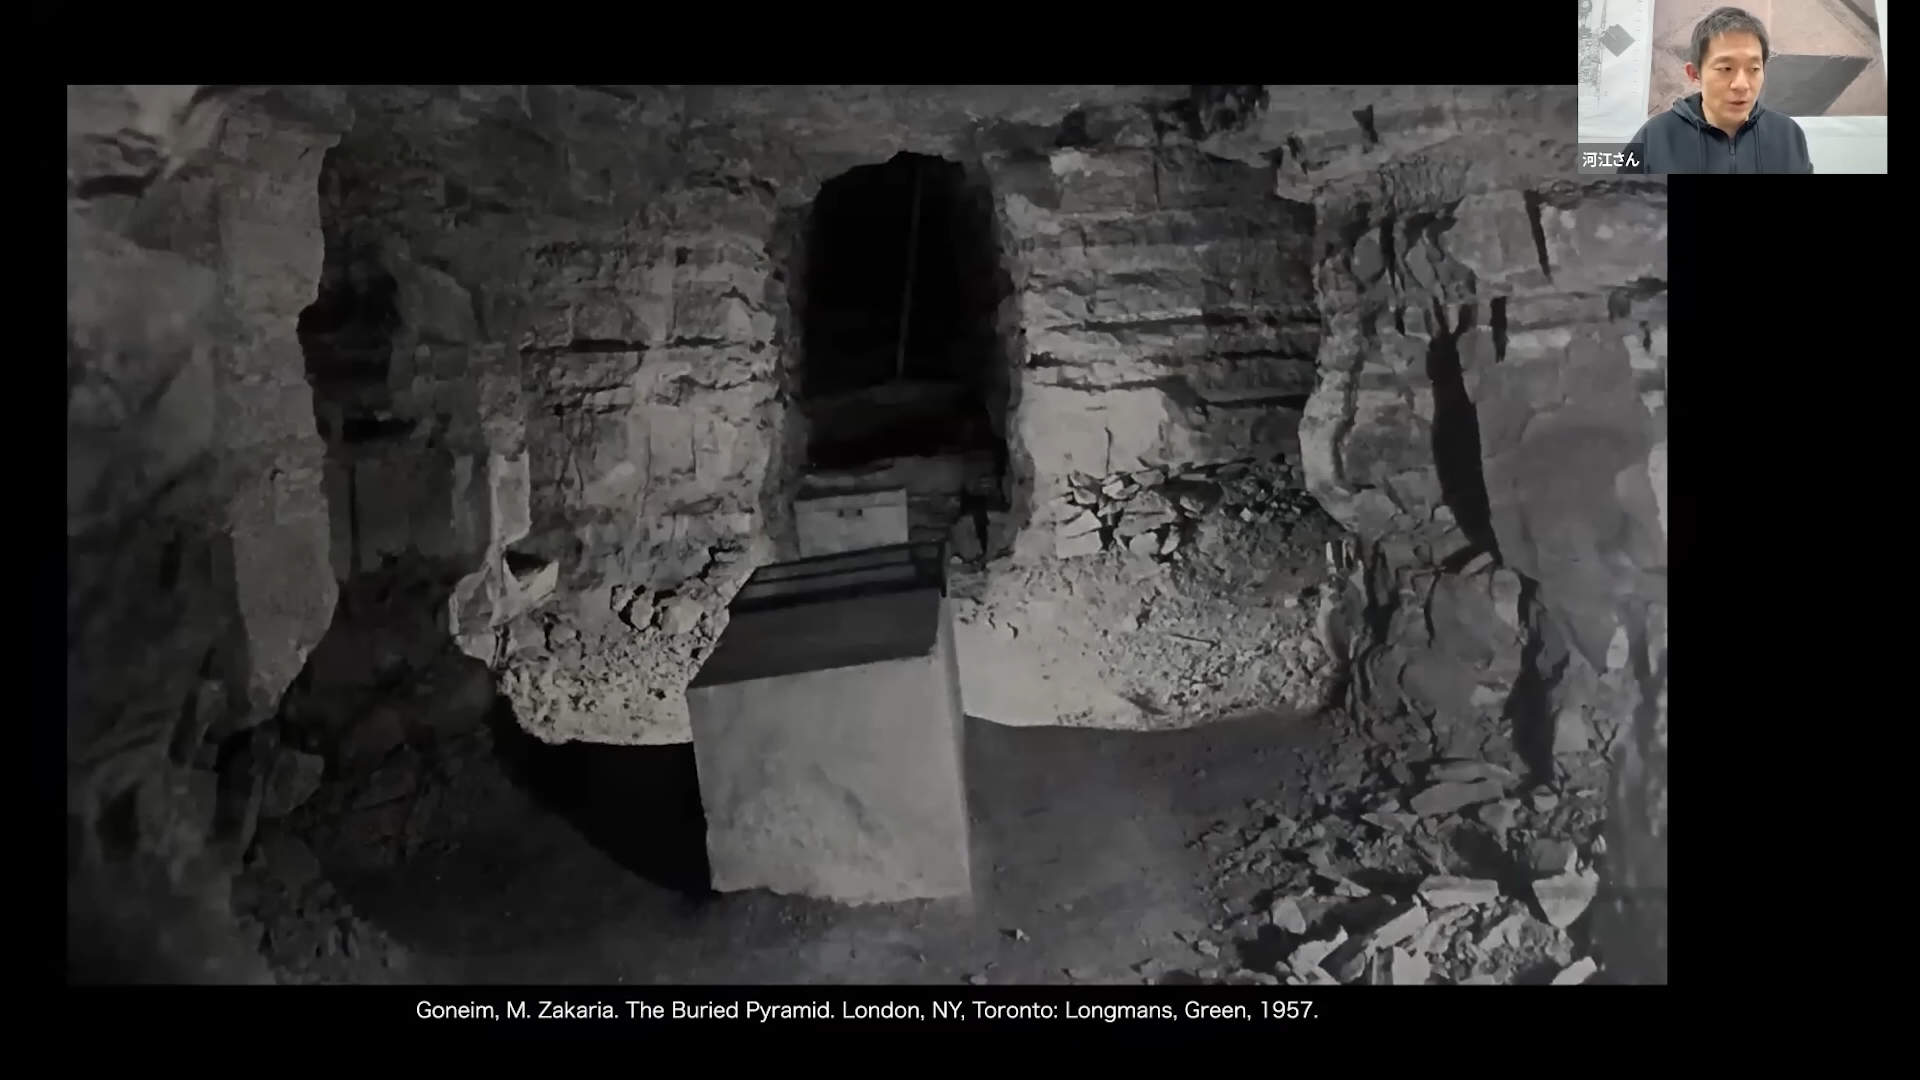 河江さん
Goneim, M. Zakaria. The Buried Pyramid. London, NY, Toronto: Longmans, Green, 1957.